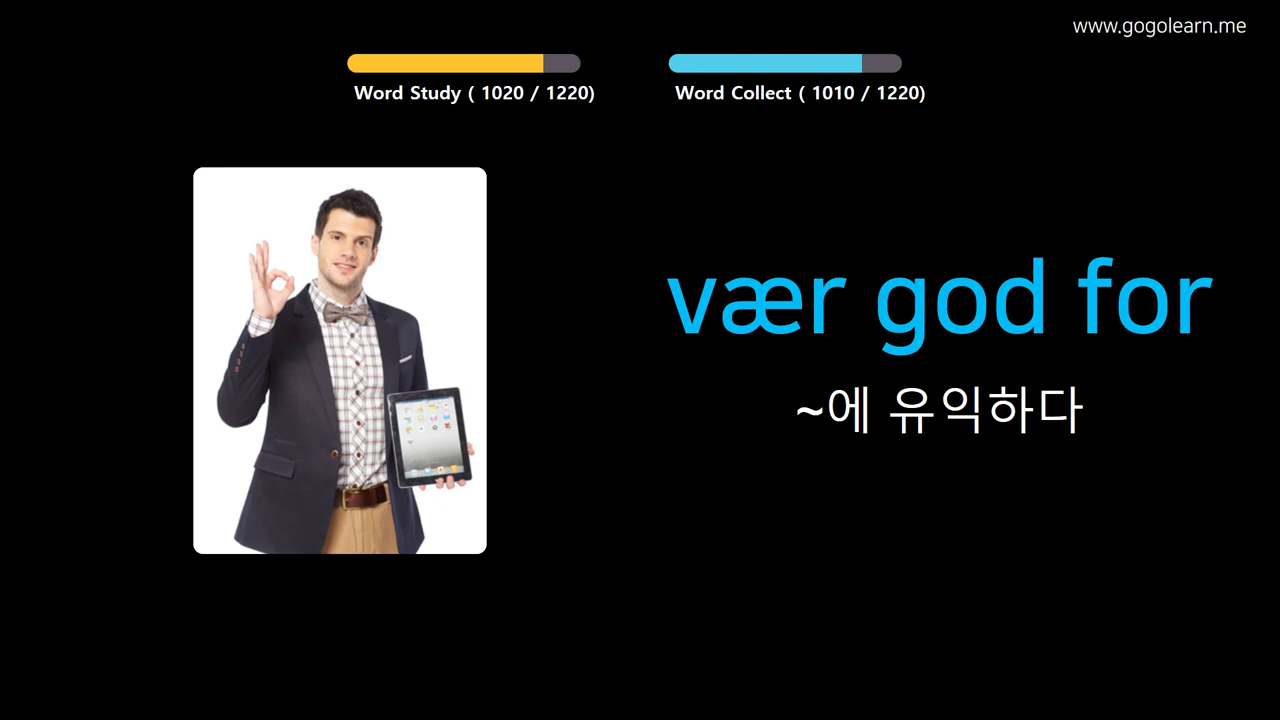 www.gogolearn.me
Word Study ( 1020 / 1220)
Word Collect ( 1010 / 1220)
vær god for
~에 유익하다